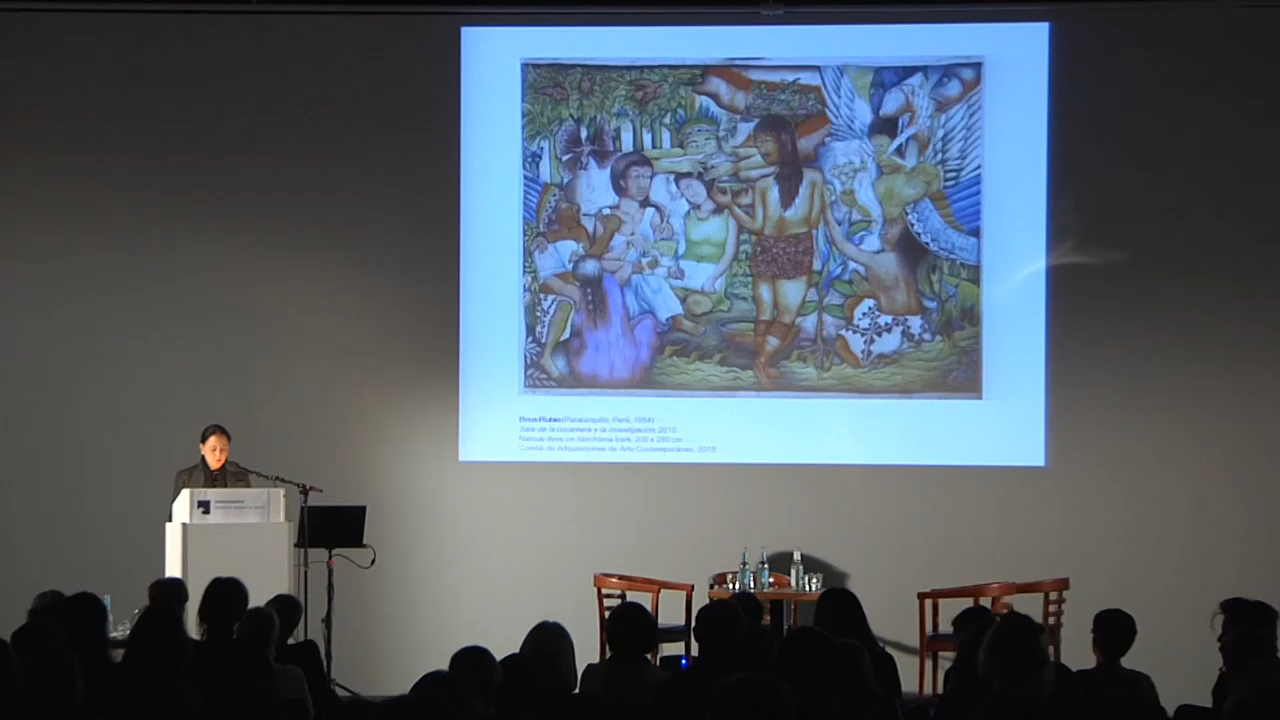 Brus Rubio (Pucaurquillo, Perú, 1984)
Sala de la cocamera y la investigación, 2010
Natural dyes on llanchama bark, 200 x 280 cm
Comité de Adquisiciones de Arte Contemporáneo, 2015